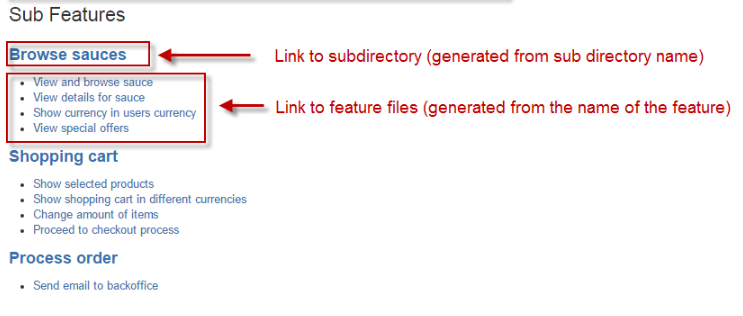 Sub Features
Browse sauces
Link to subdirectory (generated from sub directory name)
View and browse sauce
View details for sauce
Show currency in users currency
View special offers
Link to feature files (generated from the name of the feature)
Shopping cart
Show selected products
Show shopping cart in different currencies
Change amount of items
Proceed to checkout process
Process order
Send email to backoffice